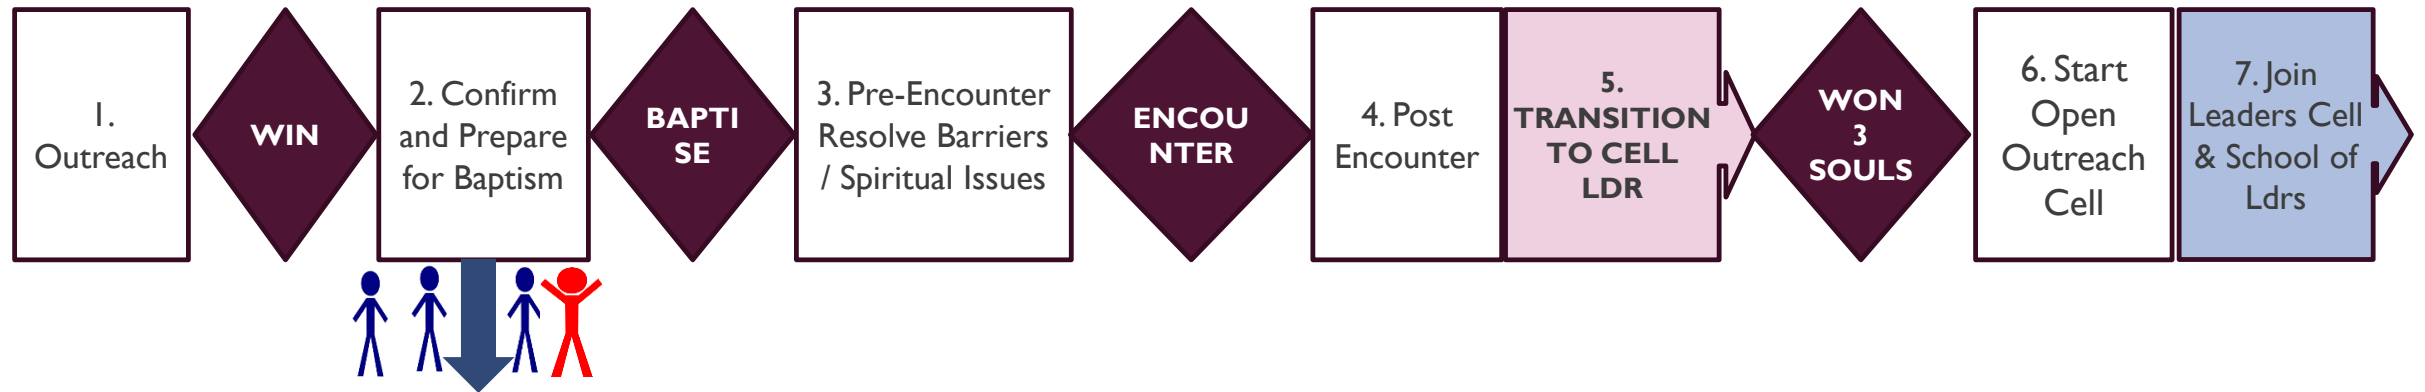 1.
Outreach
WIN
2. Confirm
and Prepare
for Baptism
BAPTI
SE
3. Pre-Encounter
Resolve Barriers
/ Spiritual Issues
ENCOU
NTER
4. Post
Encounter
5.
TRANSITION
TO CELL
LDR
WON
3
SOULS
6. Start
Open
Outreach
Cell
7. Join
Leaders Cell
& School of
Ldrs